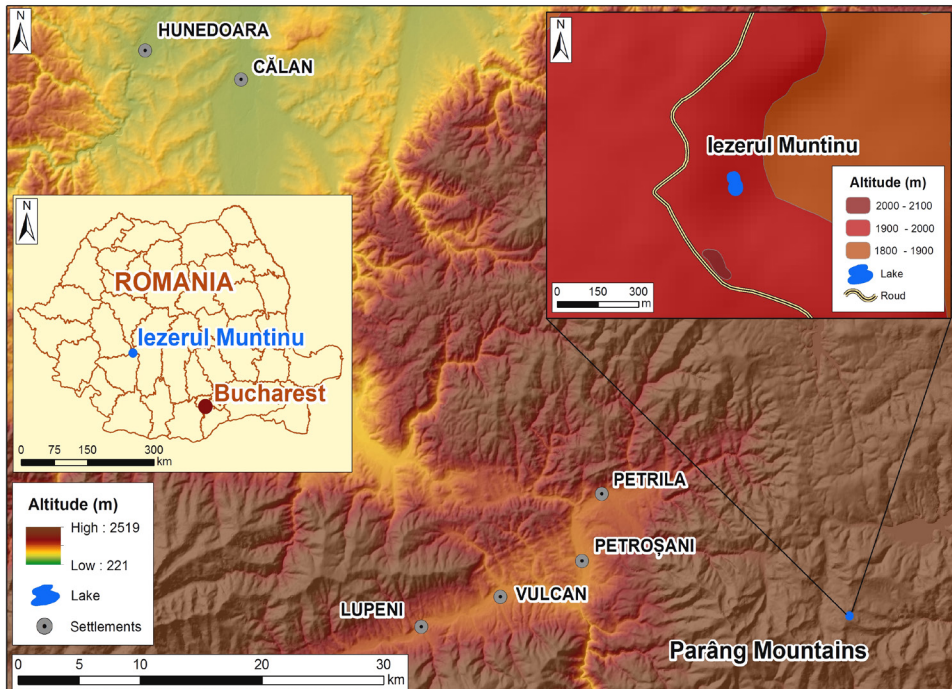 N
HUNEDOARA
CĂLAN
N
Iezerul Muntinu
Altitude (m)
2000 - 2100
1900 - 2000
1800 - 1900
Lake
Roud
0 150 300
m
N
ROMANIA
Iezerul Muntinu
Bucharest
0 75 150 300
km
PETRILA
PETROȘANI
VULCAN
LUPENI
Parâng Mountains
Altitude (m)
High : 2519
Low : 221
Lake
Settlements
0 5 10 20 30
km